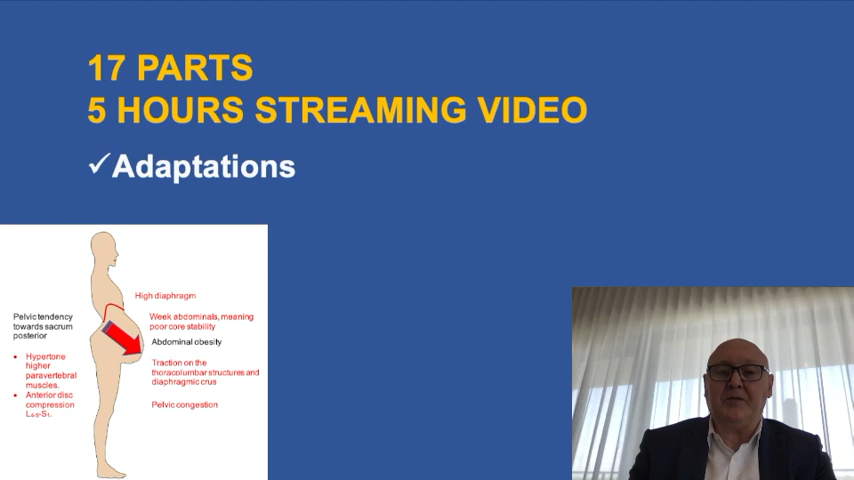 17 PARTS
5 HOURS STREAMING VIDEO
✓Adaptations
High diaphragm
Week abdominals, meaning
poor core stability
Abdominal obesity
Traction on the
thoracolumbar structures and
diaphragmic crus
Pelvic congestion
Pelvic tendency
towards sacrum
posterior
• Hypertone
higher
paravertebral
muscles.
• Anterior disc
compression
L₄₅-S₁.